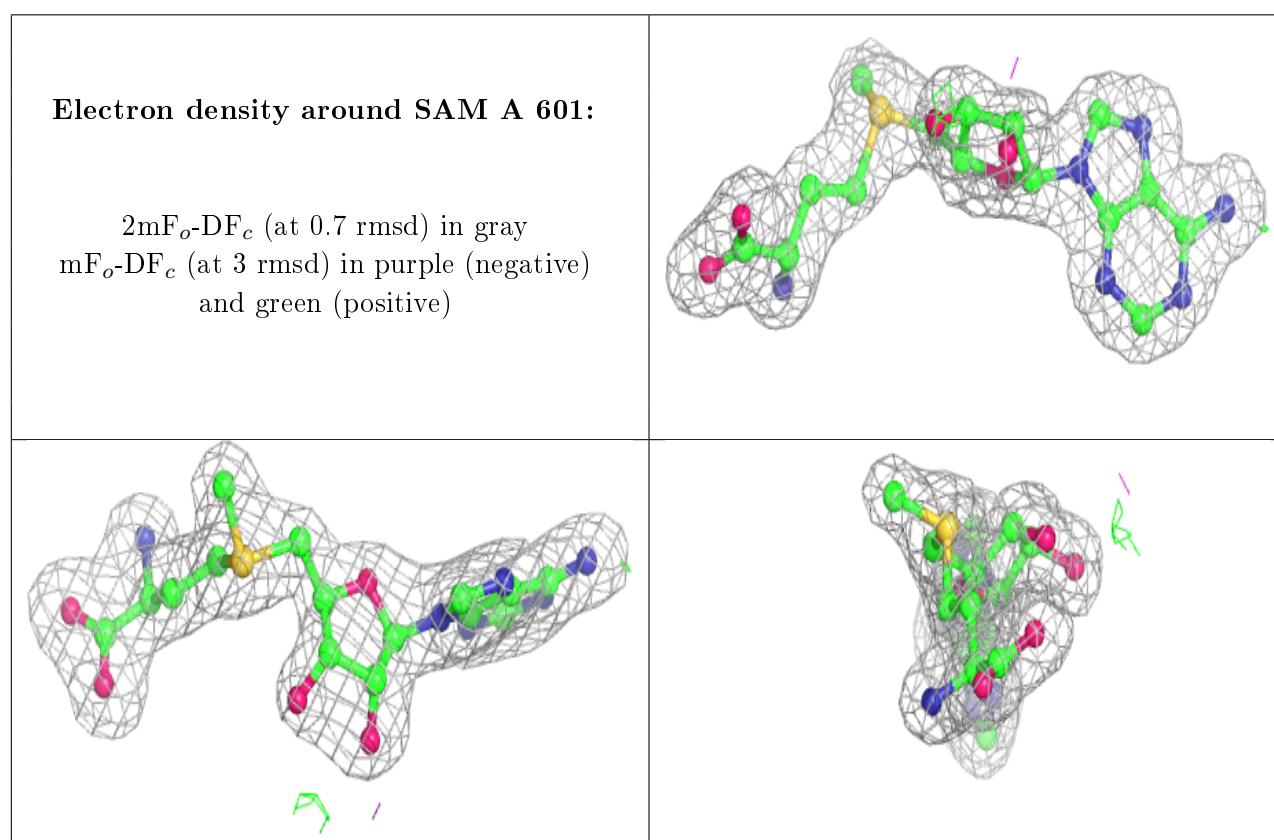 Electron density around SAM A 601:
2mFo-DFc (at 0.7 rmsd) in gray
mFo-DFc (at 3 rmsd) in purple (negative)
and green (positive)